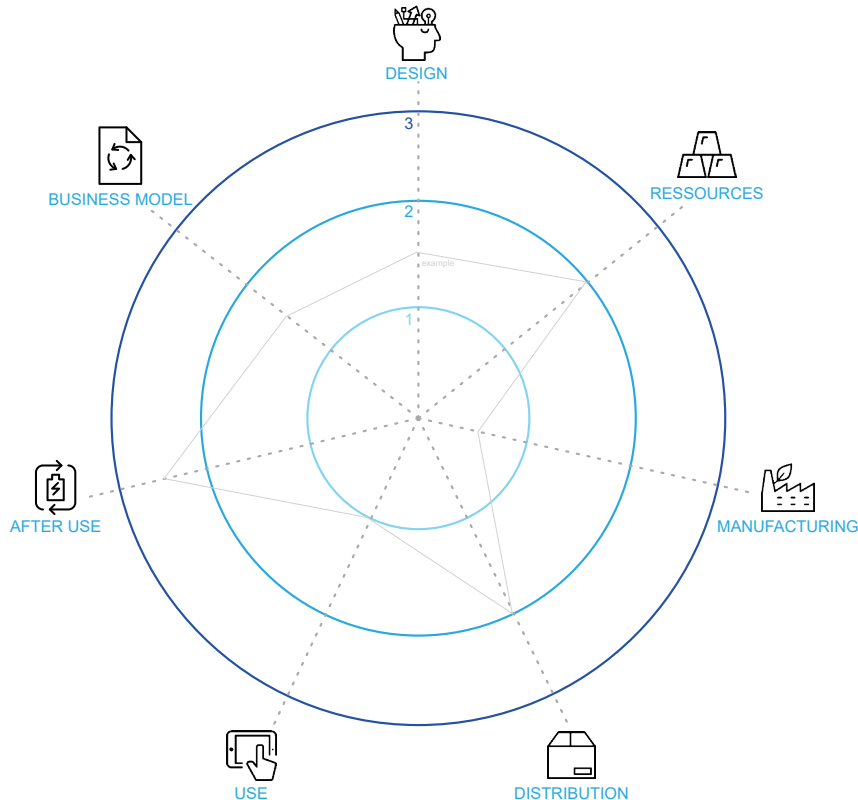 DESIGN
3
BUSINESS MODEL
RESSOURCES
2
example
1
AFTER USE
MANUFACTURING
USE
DISTRIBUTION